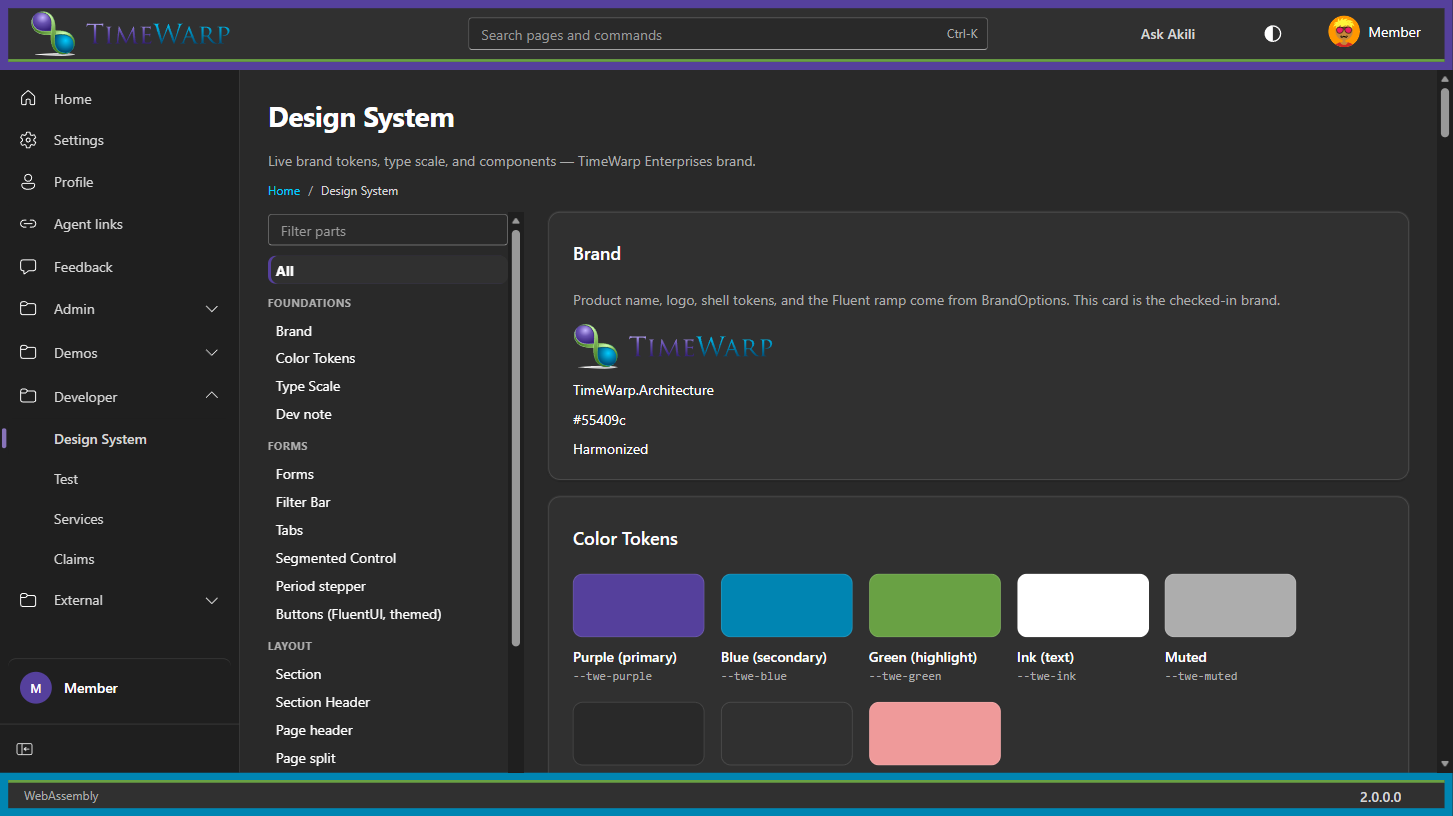 TIMEWARP
Search pages and commands Ctrl-K
Ask Akili
Member
Home
Settings
Profile
Agent links
Feedback
Admin
Demos
Developer
Design System
Test
Services
Claims
External
M Member
Design System
Live brand tokens, type scale, and components — TimeWarp Enterprises brand.
Home / Design System
Filter parts
All
FOUNDATIONS
Brand
Color Tokens
Type Scale
Dev note
FORMS
Forms
Filter Bar
Tabs
Segmented Control
Period stepper
Buttons (FluentUI, themed)
LAYOUT
Section
Section Header
Page header
Page split
Brand
Product name, logo, shell tokens, and the Fluent ramp come from BrandOptions. This card is the checked-in brand.
TIMEWARP
TimeWarp.Architecture
#55409c
Harmonized
Color Tokens
Purple (primary)
--twe-purple
Blue (secondary)
--twe-blue
Green (highlight)
--twe-green
Ink (text)
--twe-ink
Muted
--twe-muted
WebAssembly
2.0.0.0